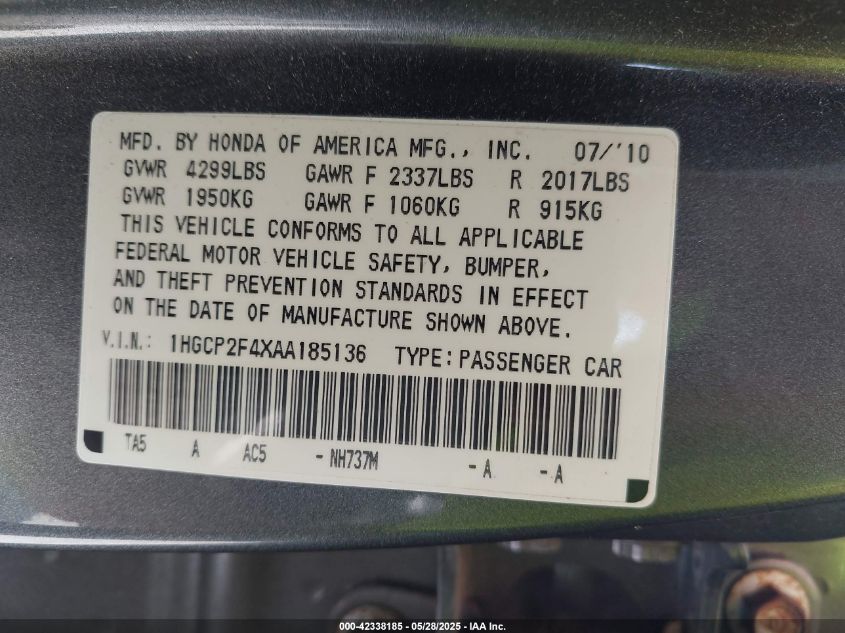 MFD. BY HONDA OF AMERICA MFG., INC. 07/'10
GVWR 4299LBS GAWR F 2337LBS R 2017LBS
GVWR 1950KG GAWR F 1060KG R 915KG
THIS VEHICLE CONFORMS TO ALL APPLICABLE
FEDERAL MOTOR VEHICLE SAFETY, BUMPER,
AND THEFT PREVENTION STANDARDS IN EFFECT
ON THE DATE OF MANUFACTURE SHOWN ABOVE.
V.I.N.: 1HGCP2F4XAA185136 TYPE:PASSENGER CAR
TA5 A AC5 -NH737M -A -A
000-42338185 - 05/28/2025 - IAA Inc.